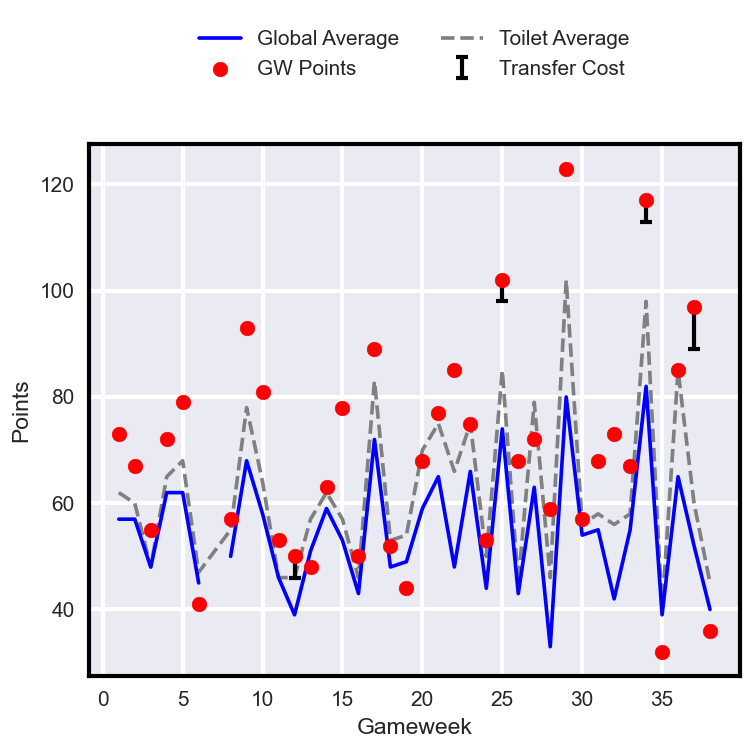 Global Average
Toilet Average
GW Points
Transfer Cost
120
100
80
60
40
Points
0 5 10 15 20 25 30 35
Gameweek